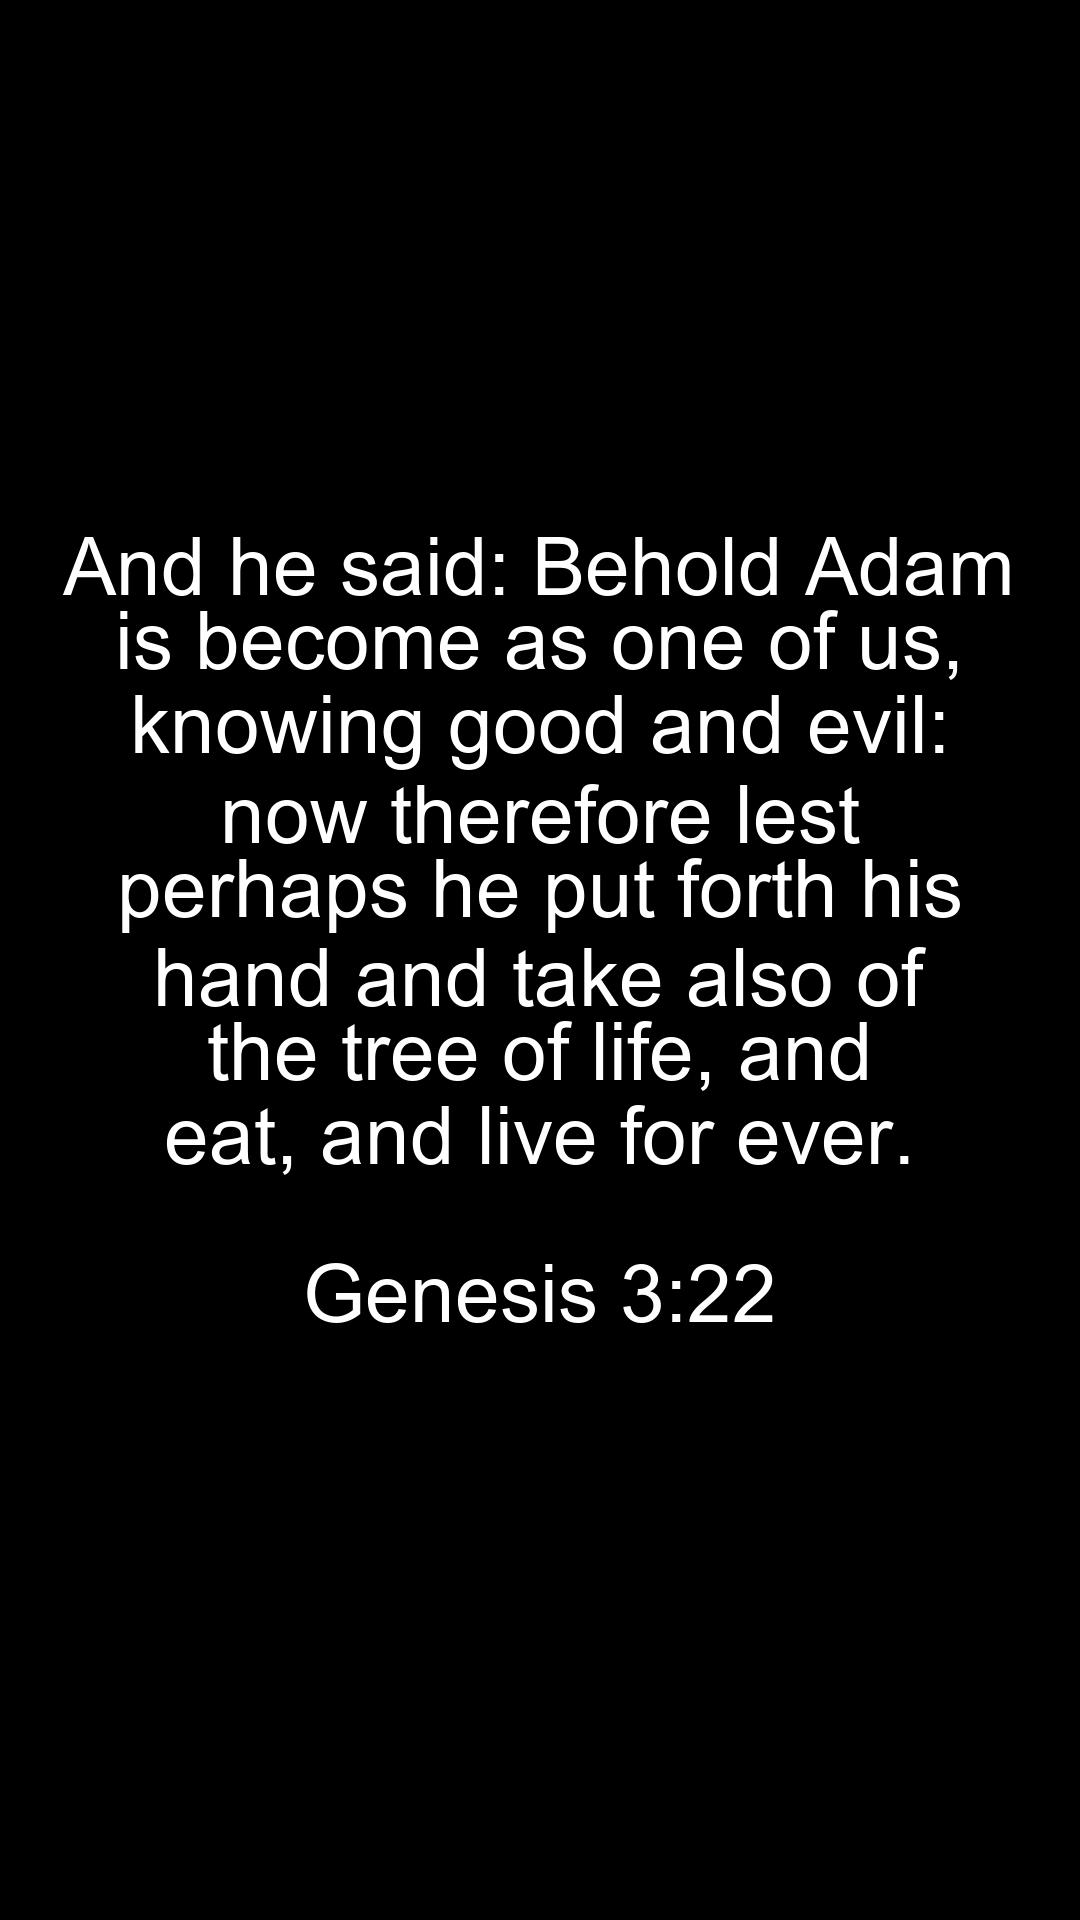 And he said: Behold Adam
is become as one of us,
knowing good and evil:
now therefore lest
perhaps he put forth his
hand and take also of
the tree of life, and
eat, and live for ever.
Genesis 3:22